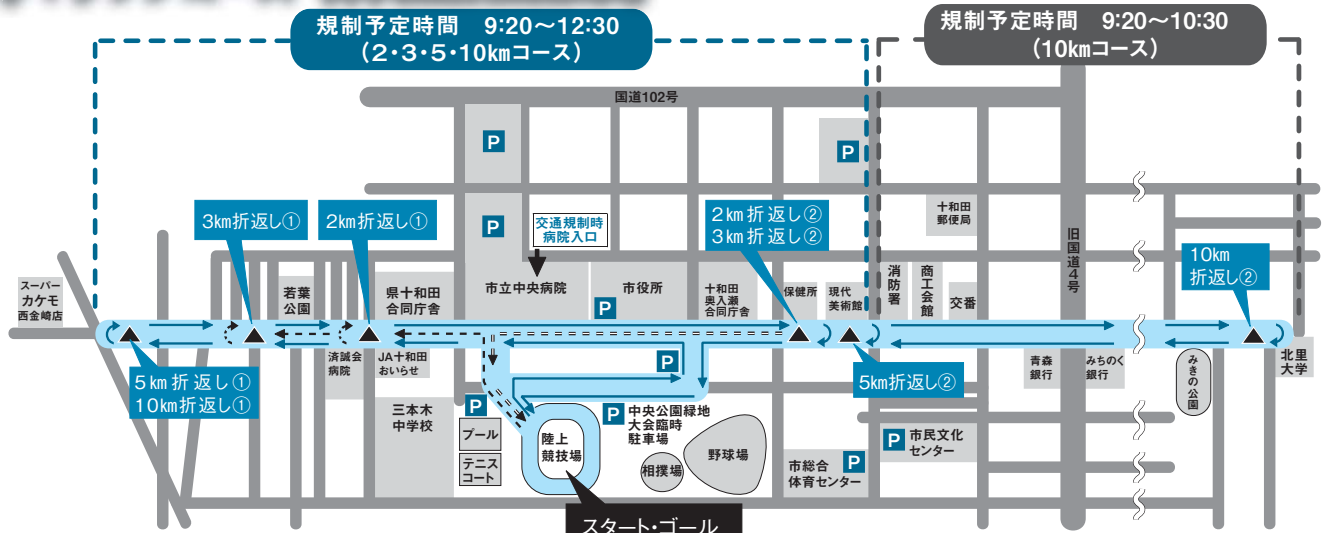 規制予定時間 9:20〜12:30
(2・3・5・10kmコース)
規制予定時間 9:20〜10:30
(10kmコース)
国道102号
P
P
P
3km折返し①
2km折返し①
交通規制時
病院入口
2km折返し②
3km折返し②
十和田
郵便局
旧国道4号
10km
折返し②
スーパー
カケモ
西金崎店
若葉
公園
県十和田
合同庁舎
市立中央病院
市役所
P
十和田
奥入瀬
合同庁舎
保健所
現代
美術館
消防署
商工会館
交番
5km折返し①
10km折返し①
済誠会
病院
JA十和田
おいらせ
P
5km折返し②
青森
銀行
みちのく
銀行
みきの公園
北里
大学
三本木
中学校
P
プール
テニス
コート
陸上
競技場
P
中央公園緑地
大会臨時
駐車場
相撲場
野球場
市総合
体育センター
P
P
市民文化
センター
スタート・ゴール